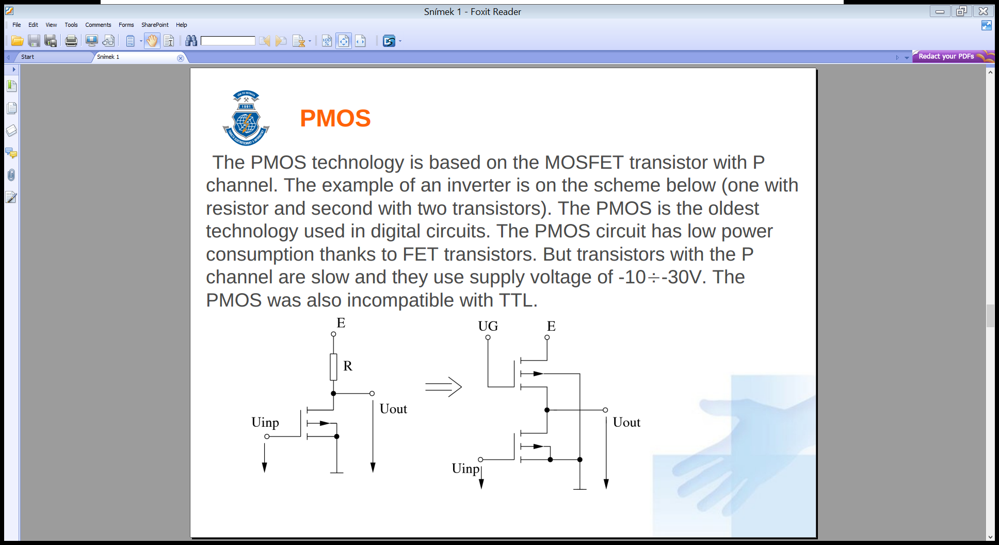 Snímek 1 - Foxit Reader
File Edit View Tools Comments Forms SharePoint Help
Start Snímek 1 Redact your PDFs
1991
PMOS
The PMOS technology is based on the MOSFET transistor with P
channel. The example of an inverter is on the scheme below (one with
resistor and second with two transistors). The PMOS is the oldest
technology used in digital circuits. The PMOS circuit has low power
consumption thanks to FET transistors. But transistors with the P
channel are slow and they use supply voltage of -10÷-30V. The
PMOS was also incompatible with TTL.
E
UG E
R
Uout
Uinp
Uout
Uinp